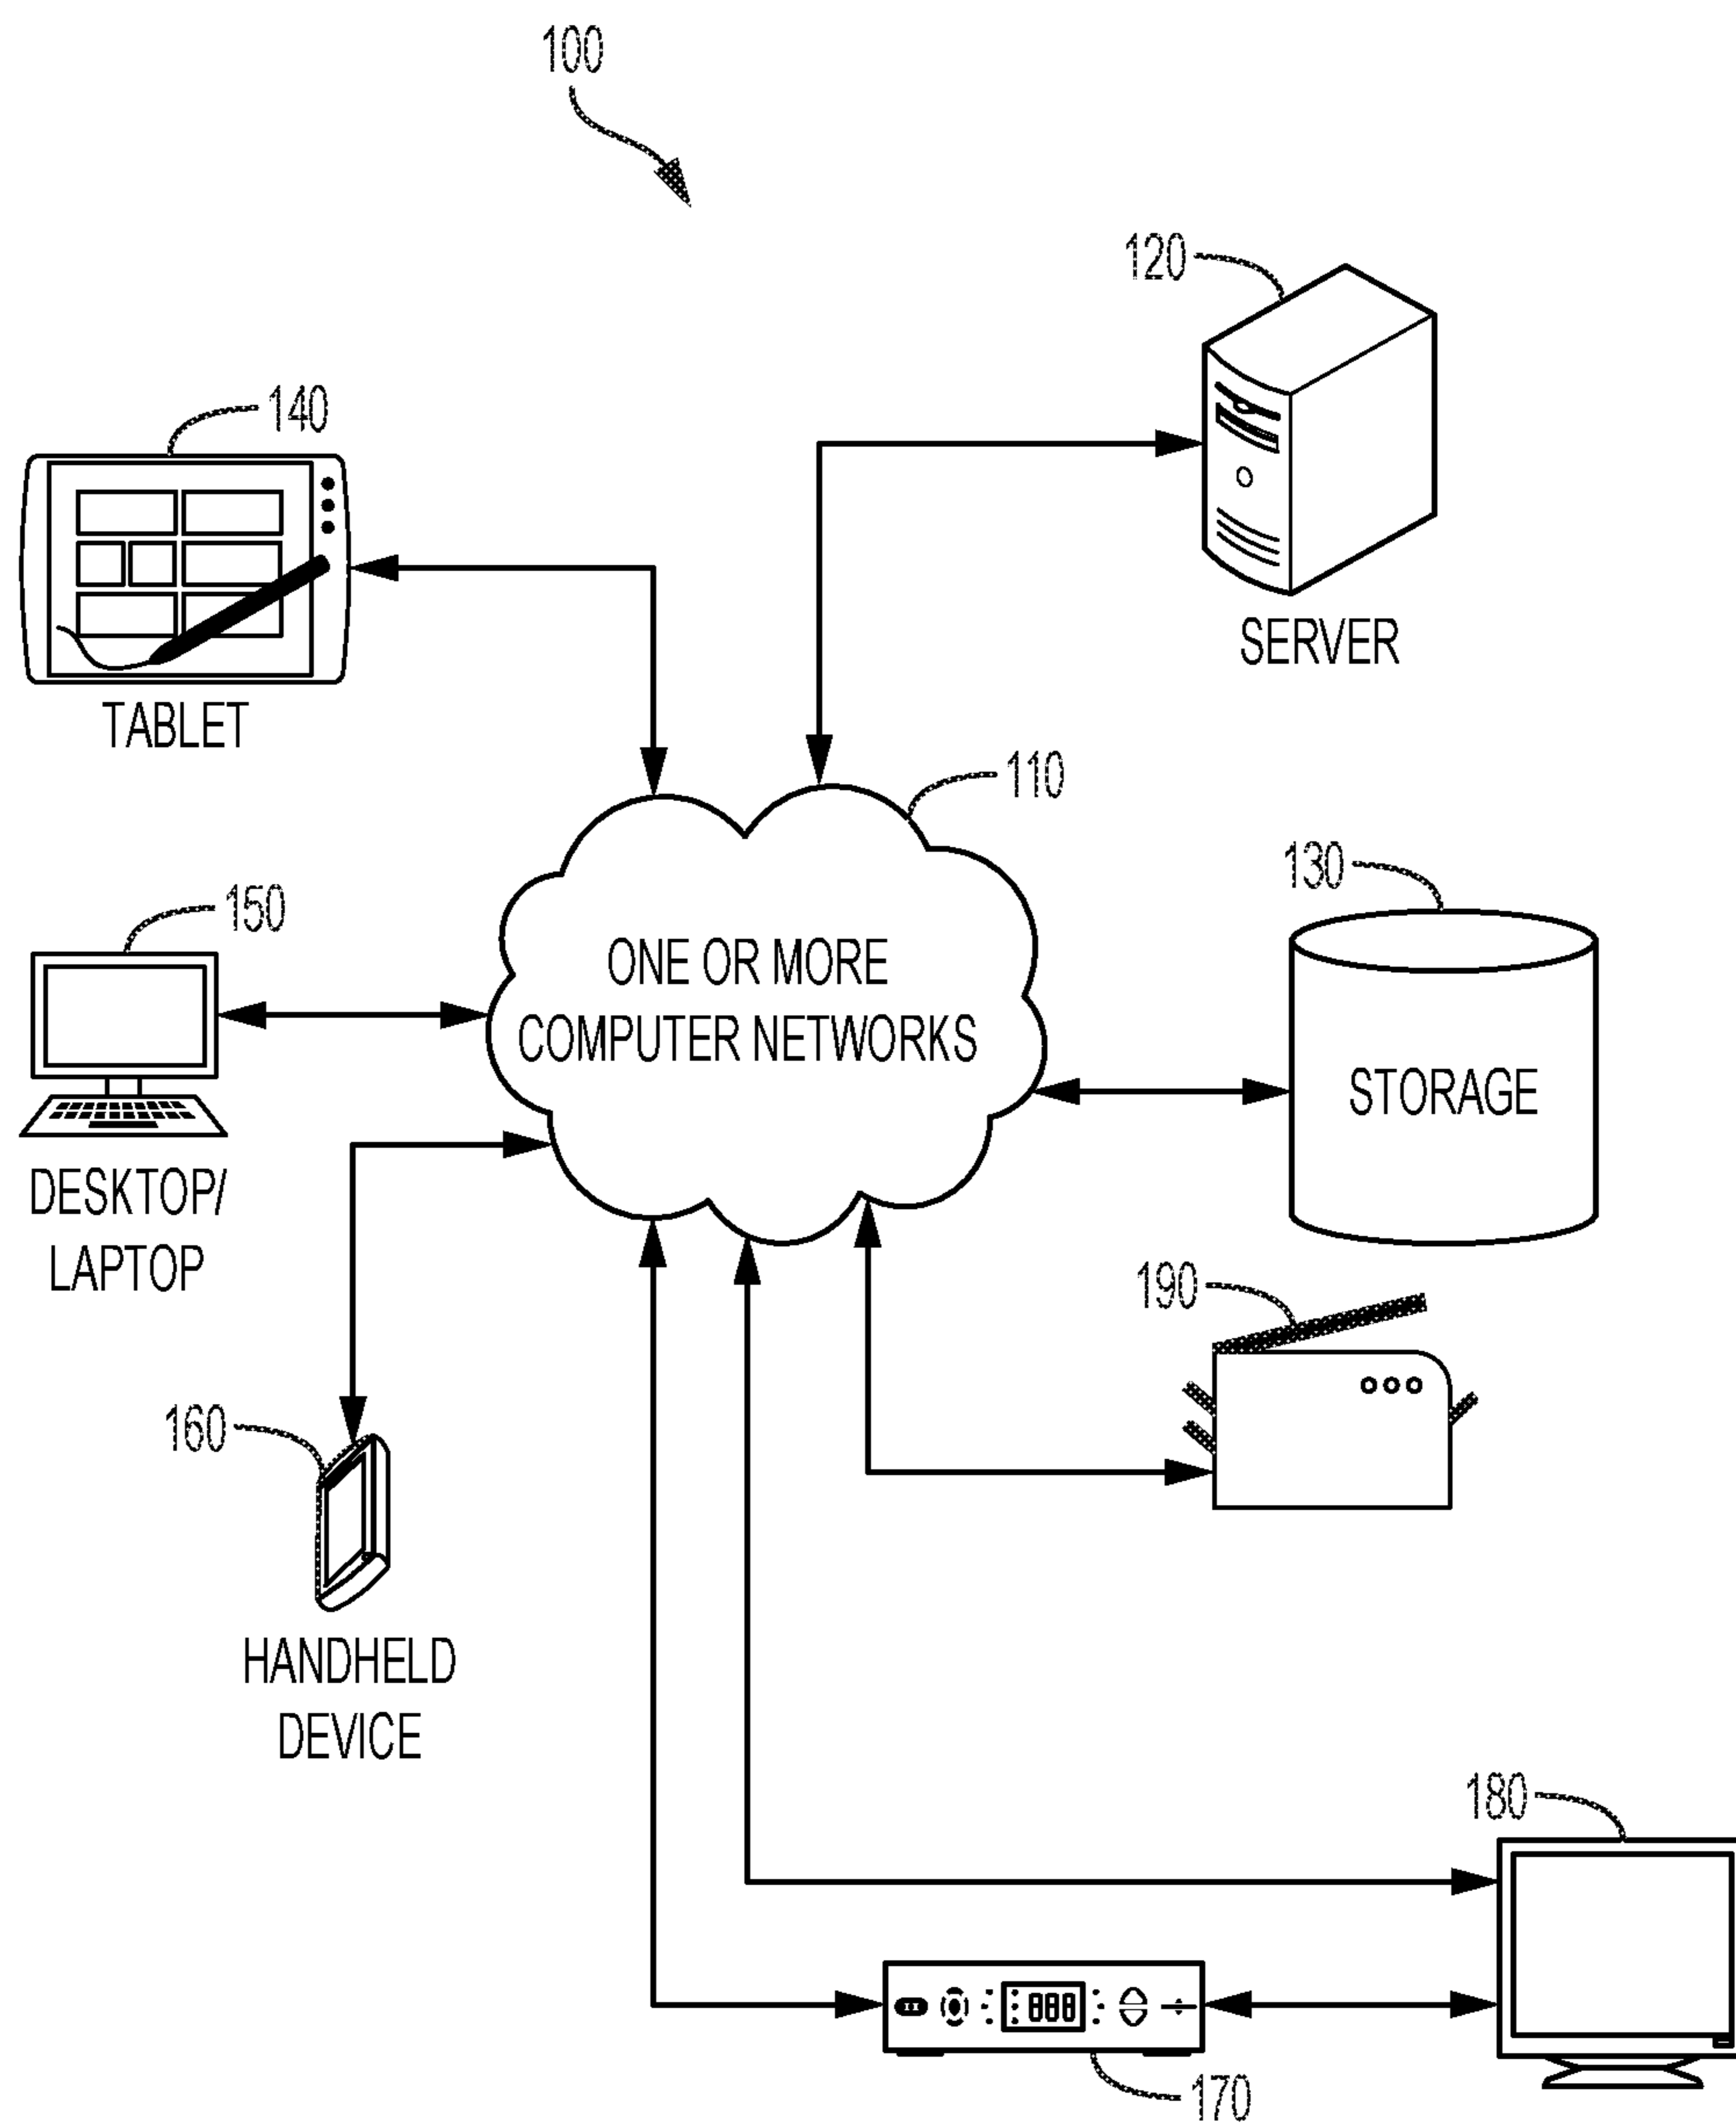 100
120
SERVER
140
TABLET
110
ONE OR MORE
COMPUTER NETWORKS
130
STORAGE
150
DESKTOP/
LAPTOP
190
160
HANDHELD
DEVICE
180
888
170